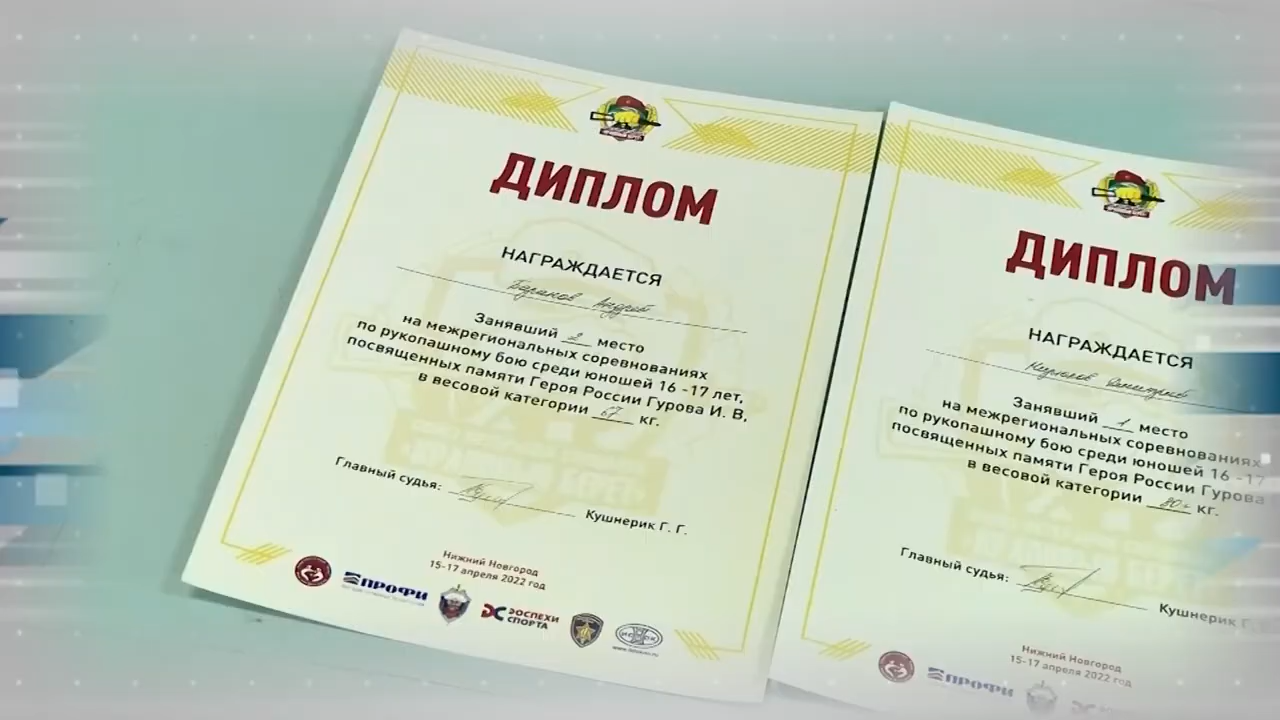 ДИПЛОМ
НАГРАЖДАЕТСЯ
Баранов Андрей
Занявший 2 место
на межрегиональных соревнованиях
по рукопашному бою среди юношей 16 -17 лет,
посвященных памяти Героя России Гурова И. В,
в весовой категории 67 кг.
Главный судья:
Кушнерик Г. Г.
Нижний Новгород
15-17 апреля 2022 год
ПРОФИ
ДОСПЕХИ
СПОРТА
ДИПЛОМ
НАГРАЖДАЕТСЯ
Занявший 1 место
на межрегиональных соревнованиях
по рукопашному бою среди юношей 16 -17
посвященных памяти Героя России Гурова
в весовой категории 80+ кг.
Главный судья:
Кушнерик Г.
Нижний Новгород
15-17 апреля 2022 год
ПРОФИ